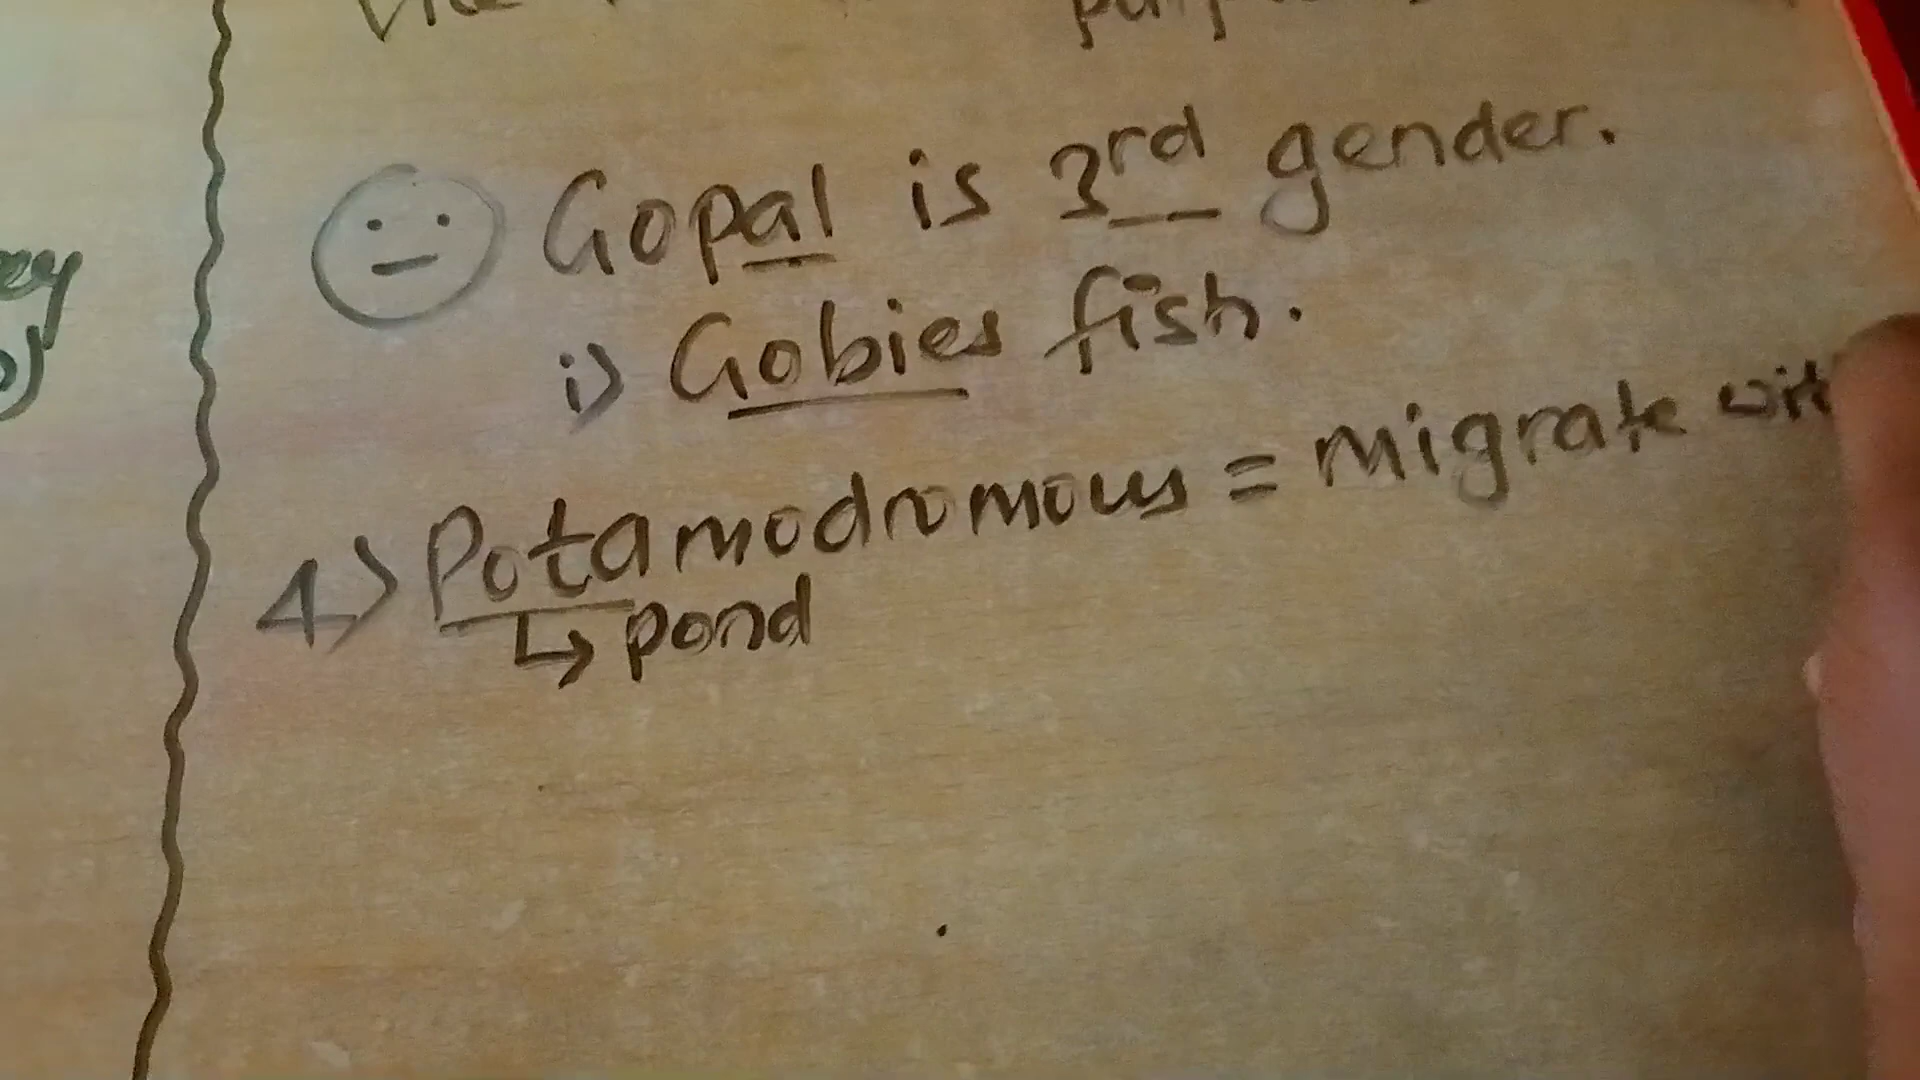 Gopal is 3rd gender.
i) Gobies fish.
4) Potamodromous = Migrate
↳ pond